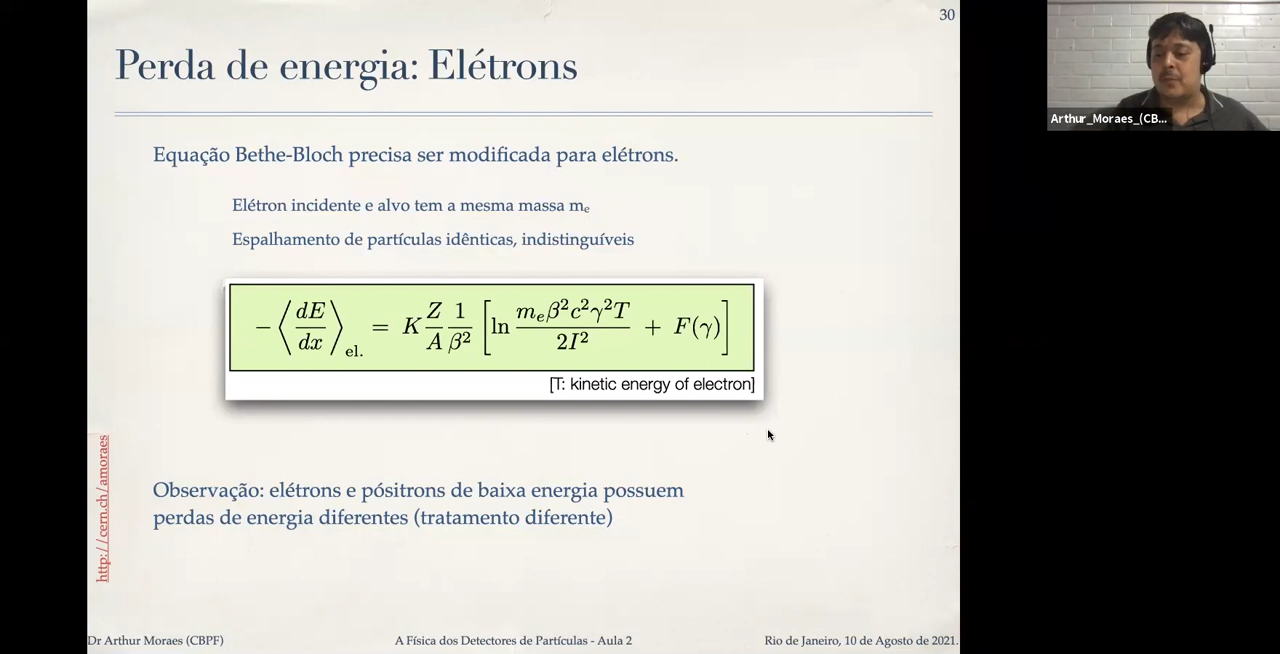 30
Perda de energia: Elétrons
Arthur_Moraes_(CB...
Equação Bethe-Bloch precisa ser modificada para elétrons.
Elétron incidente e alvo tem a mesma massa mₑ
Espalhamento de partículas idênticas, indistinguíveis
−⟨dE/dx⟩el. = K Z/A 1/β² [ln mₑβ²c²γ²T/2I² + F(γ)]
[T: kinetic energy of electron]
http://cern.ch/amoraes
Observação: elétrons e pósitrons de baixa energia possuem
perdas de energia diferentes (tratamento diferente)
Dr Arthur Moraes (CBPF)
A Física dos Detectores de Partículas - Aula 2
Rio de Janeiro, 10 de Agosto de 2021.